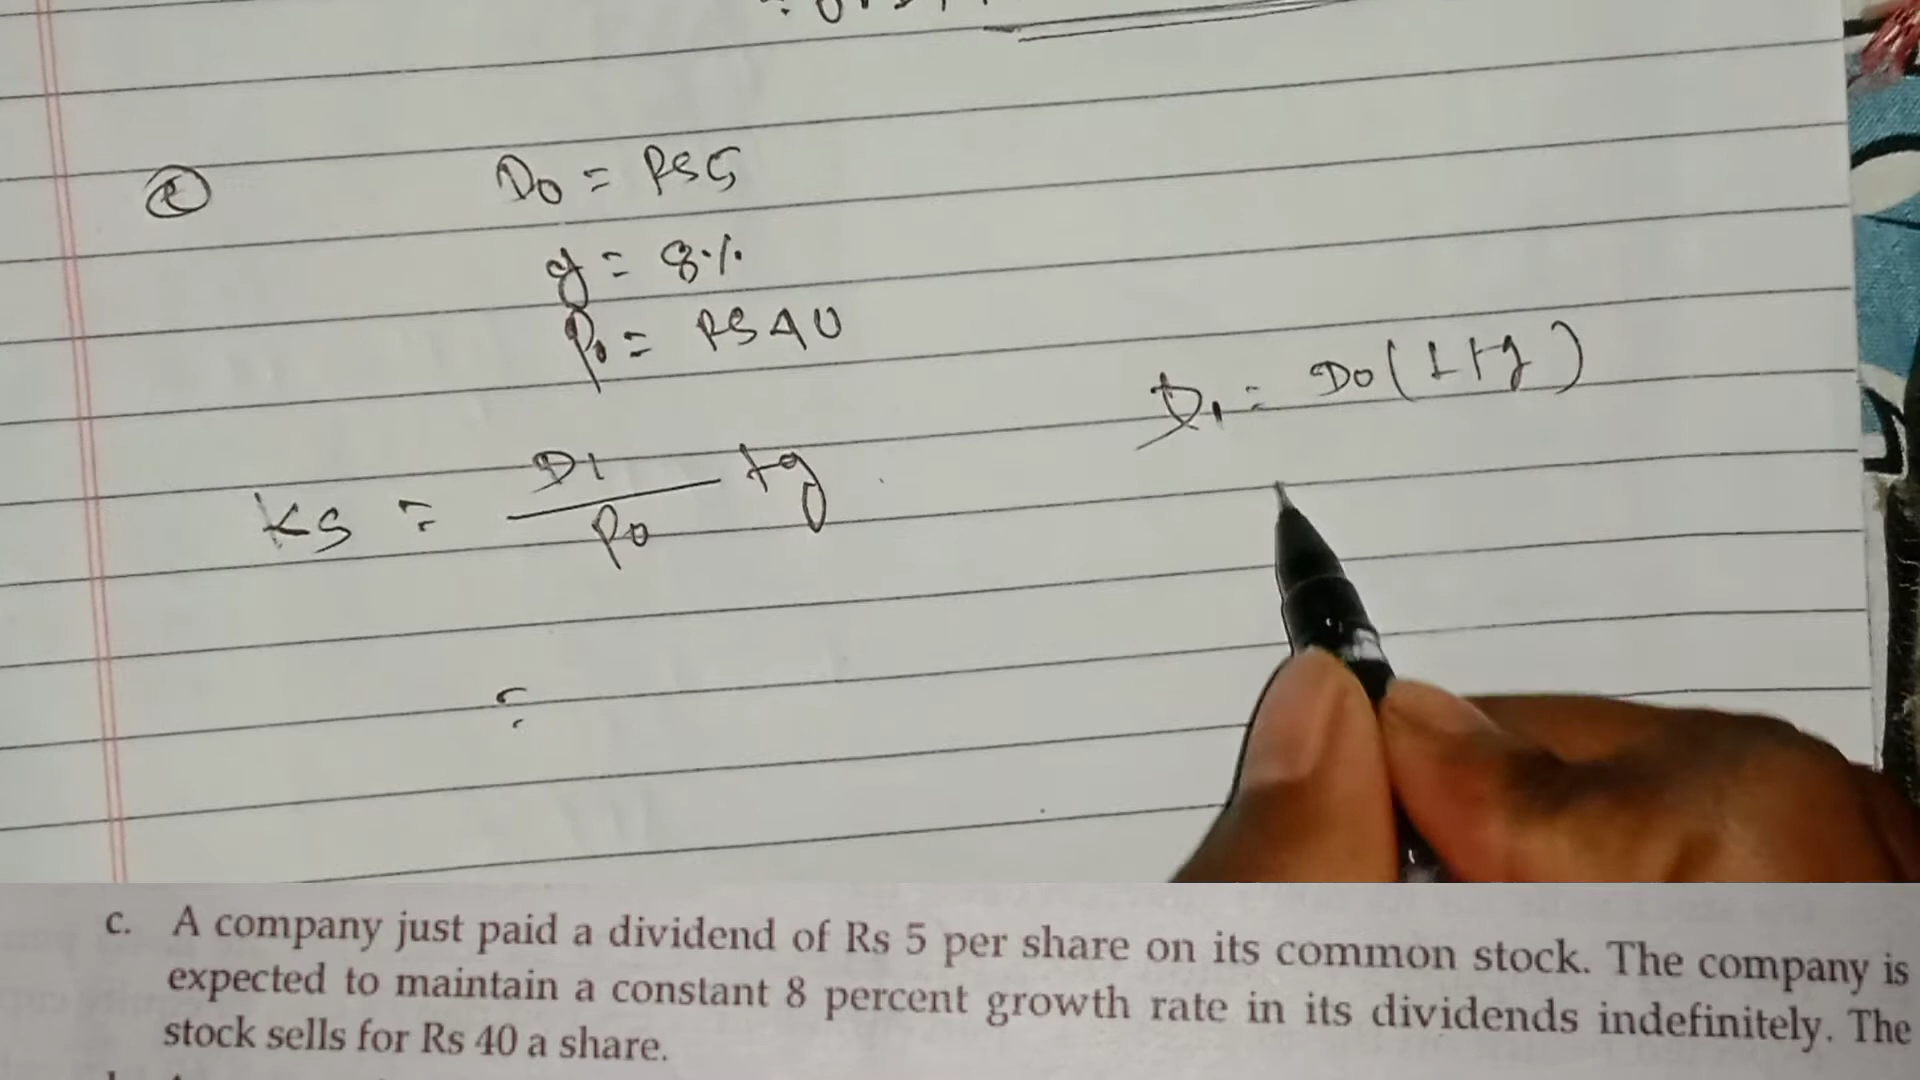 c
D0 = RS 5
g = 8%
P0 = RS 40
D1 = D0 (1+g)
KS = D1 / P0 + g
=
c. A company just paid a dividend of Rs 5 per share on its common stock. The company is
expected to maintain a constant 8 percent growth rate in its dividends indefinitely. The
stock sells for Rs 40 a share.